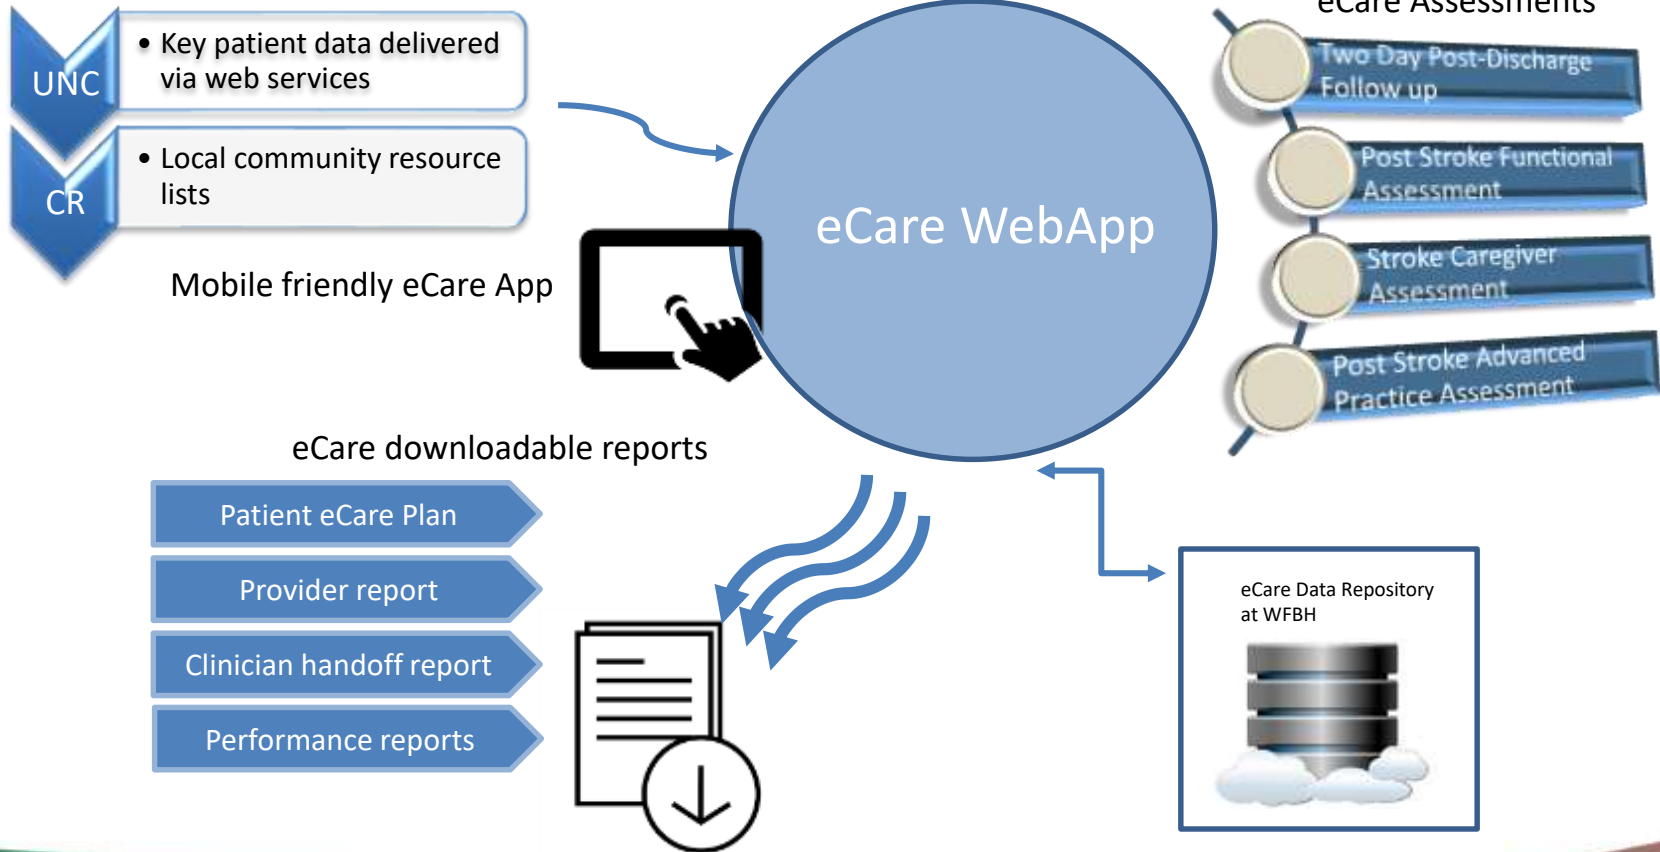 UNC
• Key patient data delivered
via web services
CR
• Local community resource
lists
Mobile friendly eCare App
eCare WebApp
eCare Assessments
Two Day Post-Discharge
Follow up
Post Stroke Functional
Assessment
Stroke Caregiver
Assessment
Post Stroke Advanced
Practice Assessment
eCare downloadable reports
Patient eCare Plan
Provider report
Clinician handoff report
Performance reports
eCare Data Repository
at WFBH